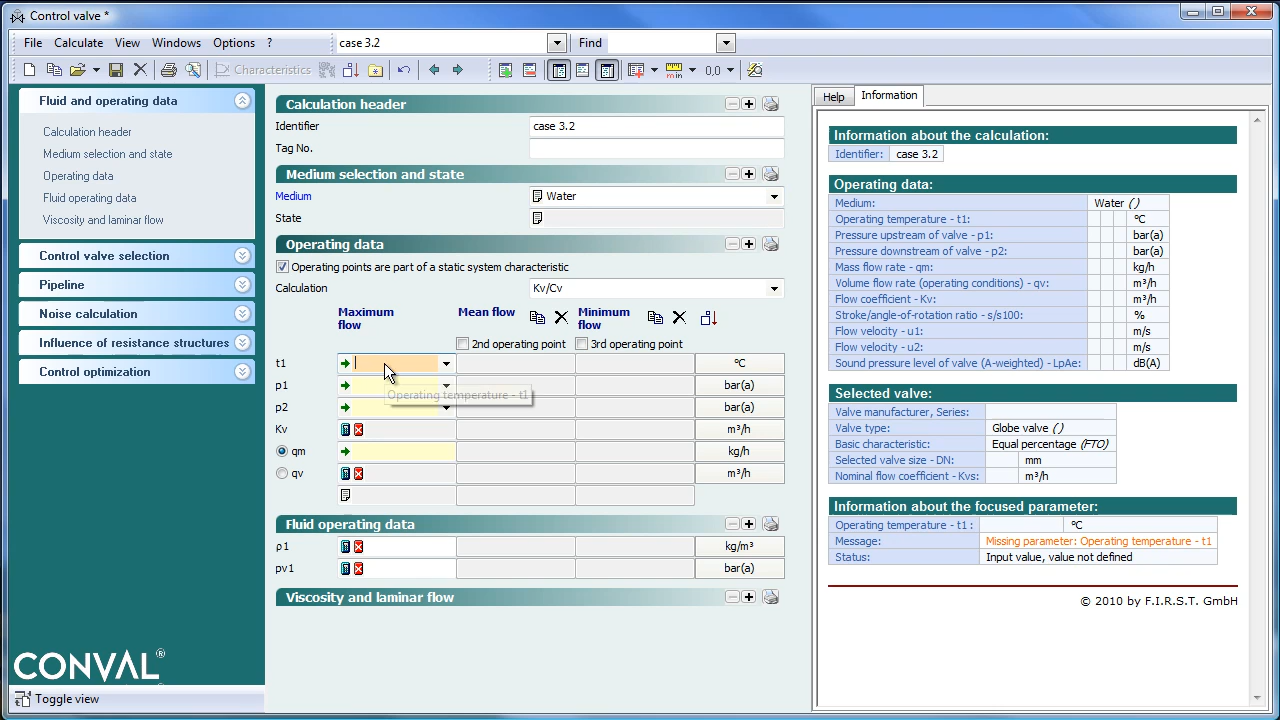 Control valve *
File Calculate View Windows Options ? case 3.2 Find
Characteristics min 0,0
Fluid and operating data
Calculation header
Medium selection and state
Operating data
Fluid operating data
Viscosity and laminar flow
Control valve selection
Pipeline
Noise calculation
Influence of resistance structures
Control optimization
CONVAL®
Toggle view
Calculation header
Identifier case 3.2
Tag No.
Medium selection and state
Medium Water
State
Operating data
Operating points are part of a static system characteristic
Calculation Kv/Cv
Maximum flow Mean flow Minimum flow
2nd operating point 3rd operating point
t1 ºC
p1 bar(a)
Operating temperature - t1
p2 bar(a)
Kv m³/h
qm kg/h
qv m³/h
Fluid operating data
ρ1 kg/m³
pv1 bar(a)
Viscosity and laminar flow
Help Information
Information about the calculation:
Identifier: case 3.2
Operating data:
Medium: Water ()
Operating temperature - t1: ºC
Pressure upstream of valve - p1: bar(a)
Pressure downstream of valve - p2: bar(a)
Mass flow rate - qm: kg/h
Volume flow rate (operating conditions) - qv: m³/h
Flow coefficient - Kv: m³/h
Stroke/angle-of-rotation ratio - s/s100: %
Flow velocity - u1: m/s
Flow velocity - u2: m/s
Sound pressure level of valve (A-weighted) - LpAe: dB(A)
Selected valve:
Valve manufacturer, Series:
Valve type: Globe valve ()
Basic characteristic: Equal percentage (FTO)
Selected valve size - DN: mm
Nominal flow coefficient - Kvs: m³/h
Information about the focused parameter:
Operating temperature - t1 : ºC
Message: Missing parameter: Operating temperature - t1
Status: Input value, value not defined
© 2010 by F.I.R.S.T. GmbH